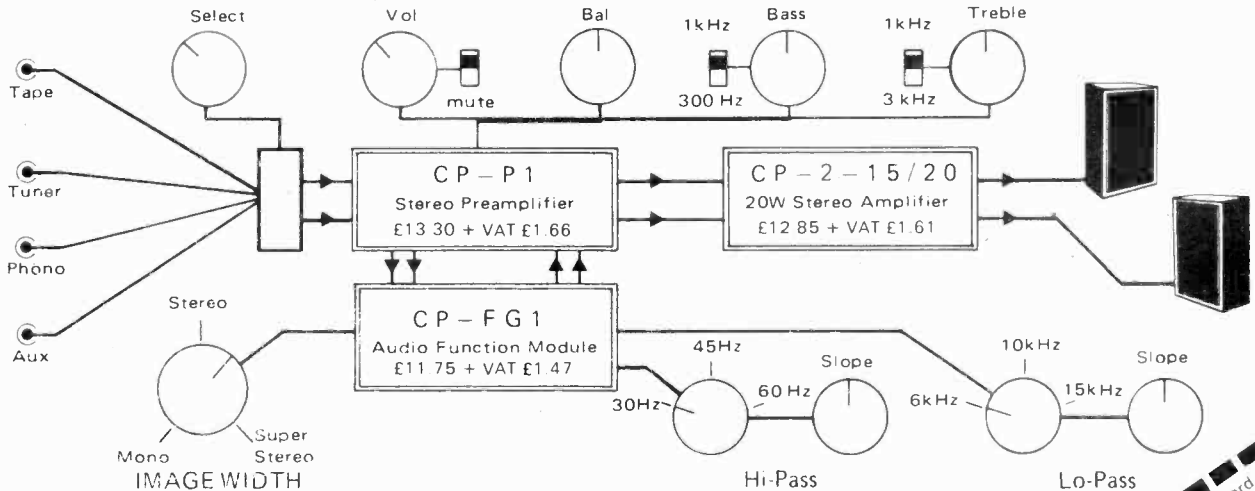 Select
Vol
Bal
Bass
Treble
1kHz
1kHz
mute
300 Hz
3 kHz
Tape
Tuner
Phono
Aux
CP-P1
Stereo Preamplifier
£13.30 + VAT £1.66
CP-2-15/20
20W Stereo Amplifier
£12.85 + VAT £1.61
CP-FG1
Audio Function Module
£11.75 + VAT £1.47
Stereo
Mono
Super
Stereo
IMAGE WIDTH
45Hz
30Hz
60 Hz
Slope
Hi-Pass
10kHz
6kHz
15kHz
Slope
Lo-Pass